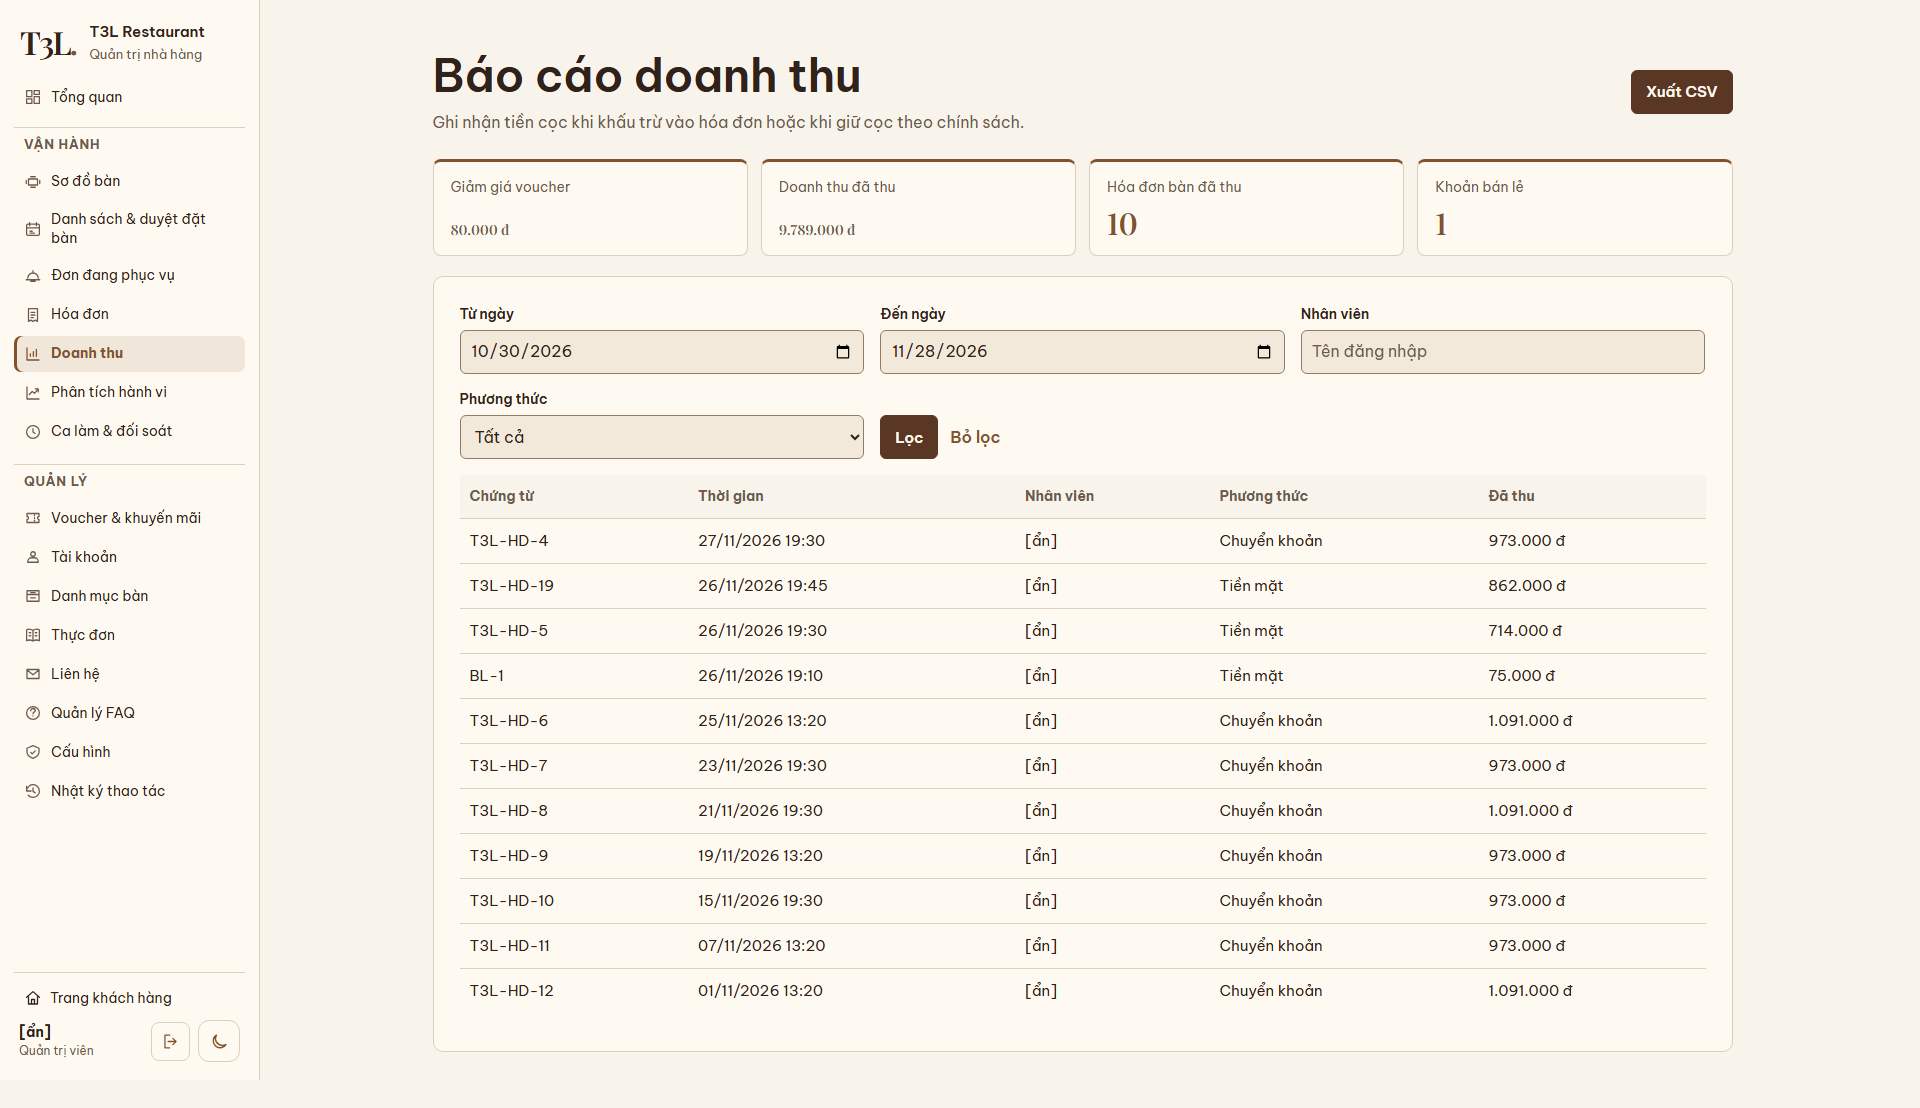 T3L.
T3L Restaurant
Quản trị nhà hàng
Tổng quan
VẬN HÀNH
Sơ đồ bàn
Danh sách & duyệt đặt
bàn
Đơn đang phục vụ
Hóa đơn
Doanh thu
Phân tích hành vi
Ca làm & đối soát
QUẢN LÝ
Voucher & khuyến mãi
Tài khoản
Danh mục bàn
Thực đơn
Liên hệ
Quản lý FAQ
Cấu hình
Nhật ký thao tác
Trang khách hàng
[ẩn]
Quản trị viên
Báo cáo doanh thu
Ghi nhận tiền cọc khi khấu trừ vào hóa đơn hoặc khi giữ cọc theo chính sách.
Xuất CSV
Giảm giá voucher
80.000 đ
Doanh thu đã thu
9.789.000 đ
Hóa đơn bàn đã thu
10
Khoản bán lẻ
1
Từ ngày
10/30/2026
Đến ngày
11/28/2026
Nhân viên
Tên đăng nhập
Phương thức
Tất cả
Lọc
Bỏ lọc
Chứng từ Thời gian Nhân viên Phương thức Đã thu
T3L-HD-4 27/11/2026 19:30 [ẩn] Chuyển khoản 973.000 đ
T3L-HD-19 26/11/2026 19:45 [ẩn] Tiền mặt 862.000 đ
T3L-HD-5 26/11/2026 19:30 [ẩn] Tiền mặt 714.000 đ
BL-1 26/11/2026 19:10 [ẩn] Tiền mặt 75.000 đ
T3L-HD-6 25/11/2026 13:20 [ẩn] Chuyển khoản 1.091.000 đ
T3L-HD-7 23/11/2026 19:30 [ẩn] Chuyển khoản 973.000 đ
T3L-HD-8 21/11/2026 19:30 [ẩn] Chuyển khoản 1.091.000 đ
T3L-HD-9 19/11/2026 13:20 [ẩn] Chuyển khoản 973.000 đ
T3L-HD-10 15/11/2026 19:30 [ẩn] Chuyển khoản 973.000 đ
T3L-HD-11 07/11/2026 13:20 [ẩn] Chuyển khoản 973.000 đ
T3L-HD-12 01/11/2026 13:20 [ẩn] Chuyển khoản 1.091.000 đ